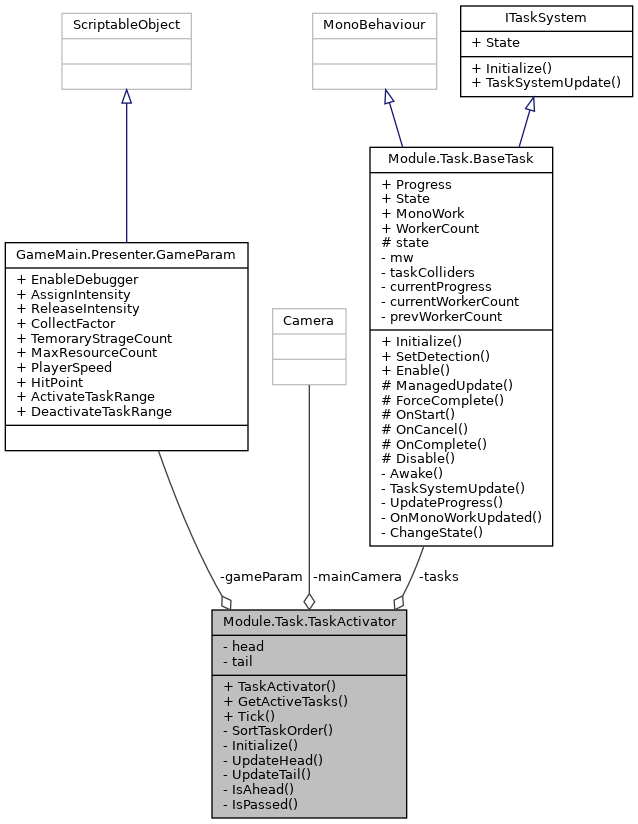 ScriptableObject
MonoBehaviour
ITaskSystem
+ State
+ Initialize()
+ TaskSystemUpdate()
Module.Task.BaseTask
+ Progress
+ State
+ MonoWork
+ WorkerCount
# state
- mw
- taskColliders
- currentProgress
- currentWorkerCount
- prevWorkerCount
+ Initialize()
+ SetDetection()
+ Enable()
# ManagedUpdate()
# ForceComplete()
# OnStart()
# OnCancel()
# OnComplete()
# Disable()
- Awake()
- TaskSystemUpdate()
- UpdateProgress()
- OnMonoWorkUpdated()
- ChangeState()
GameMain.Presenter.GameParam
+ EnableDebugger
+ AssignIntensity
+ ReleaseIntensity
+ CollectFactor
+ TemoraryStrageCount
+ MaxResourceCount
+ PlayerSpeed
+ HitPoint
+ ActivateTaskRange
+ DeactivateTaskRange
Camera
-gameParam
-mainCamera
-tasks
Module.Task.TaskActivator
- head
- tail
+ TaskActivator()
+ GetActiveTasks()
+ Tick()
- SortTaskOrder()
- Initialize()
- UpdateHead()
- UpdateTail()
- IsAhead()
- IsPassed()